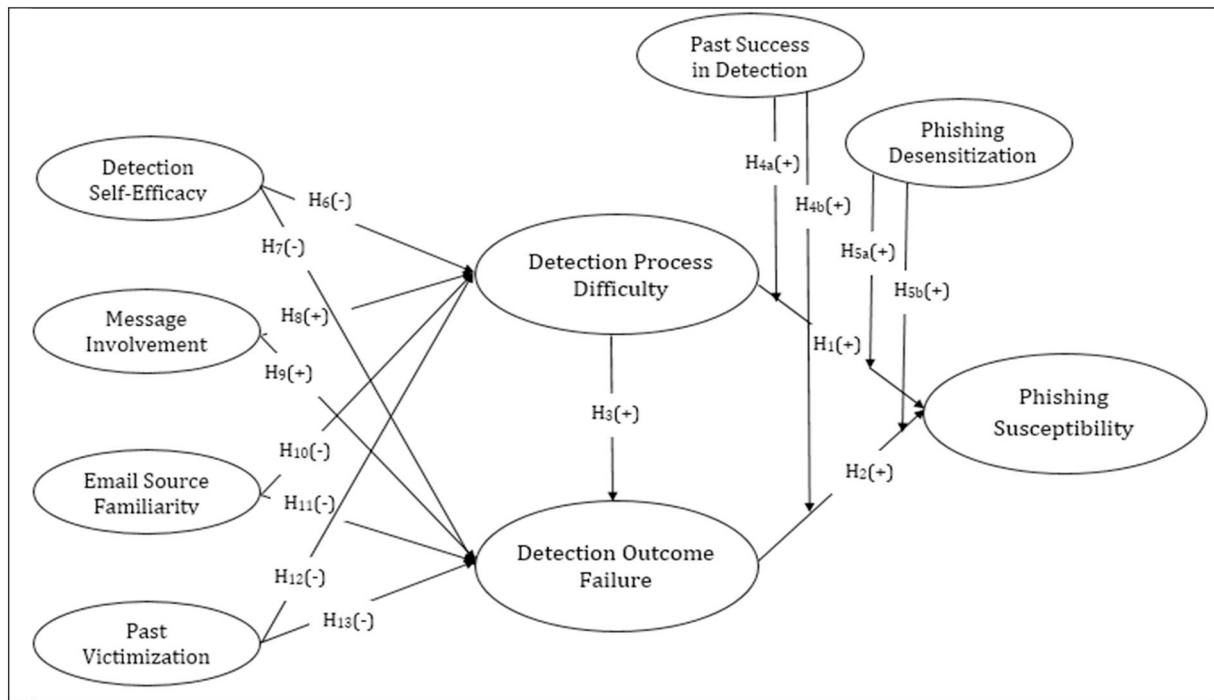 Past Success
in Detection
Phishing
Desensitization
Detection
Self-Efficacy
H4a(+)
H4b(+)
H6(-)
H7(-)
Detection Process
Difficulty
H5a(+)
H5b(+)
Message
Involvement
H8(+)
H9(+)
H1(+)
H3(+)
Phishing
Susceptibility
Email Source
Familiarity
H10(-)
H11(-)
H2(+)
Detection Outcome
Failure
H12(-)
H13(-)
Past
Victimization